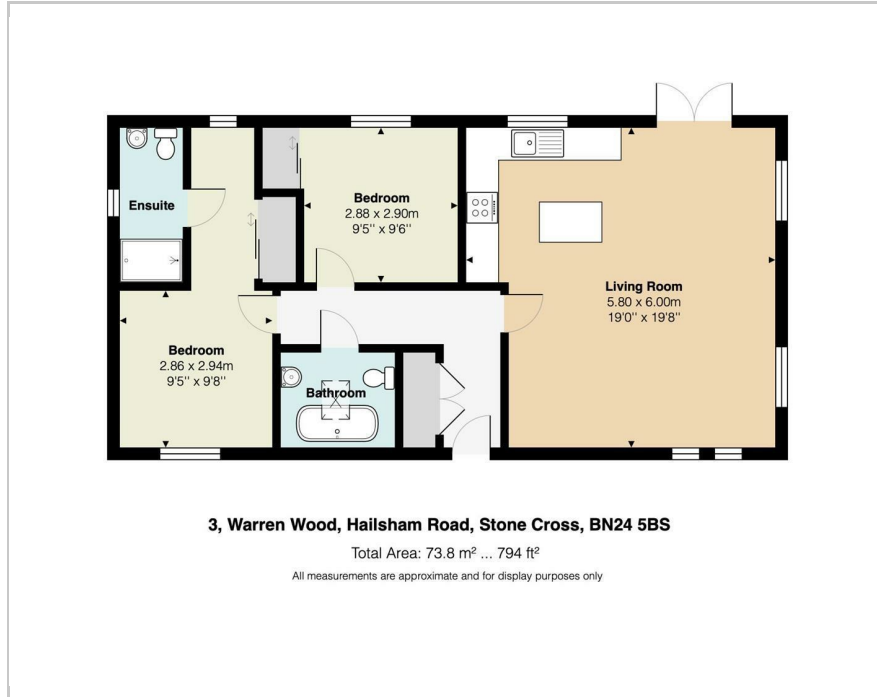 Ensuite
Bedroom
2.88 x 2.90m
9'5'' x 9'6''
Living Room
5.80 x 6.00m
19'0'' x 19'8''
Bedroom
2.86 x 2.94m
9'5'' x 9'8''
Bathroom
3, Warren Wood, Hailsham Road, Stone Cross, BN24 5BS
Total Area: 73.8 m² ... 794 ft²
All measurements are approximate and for display purposes only